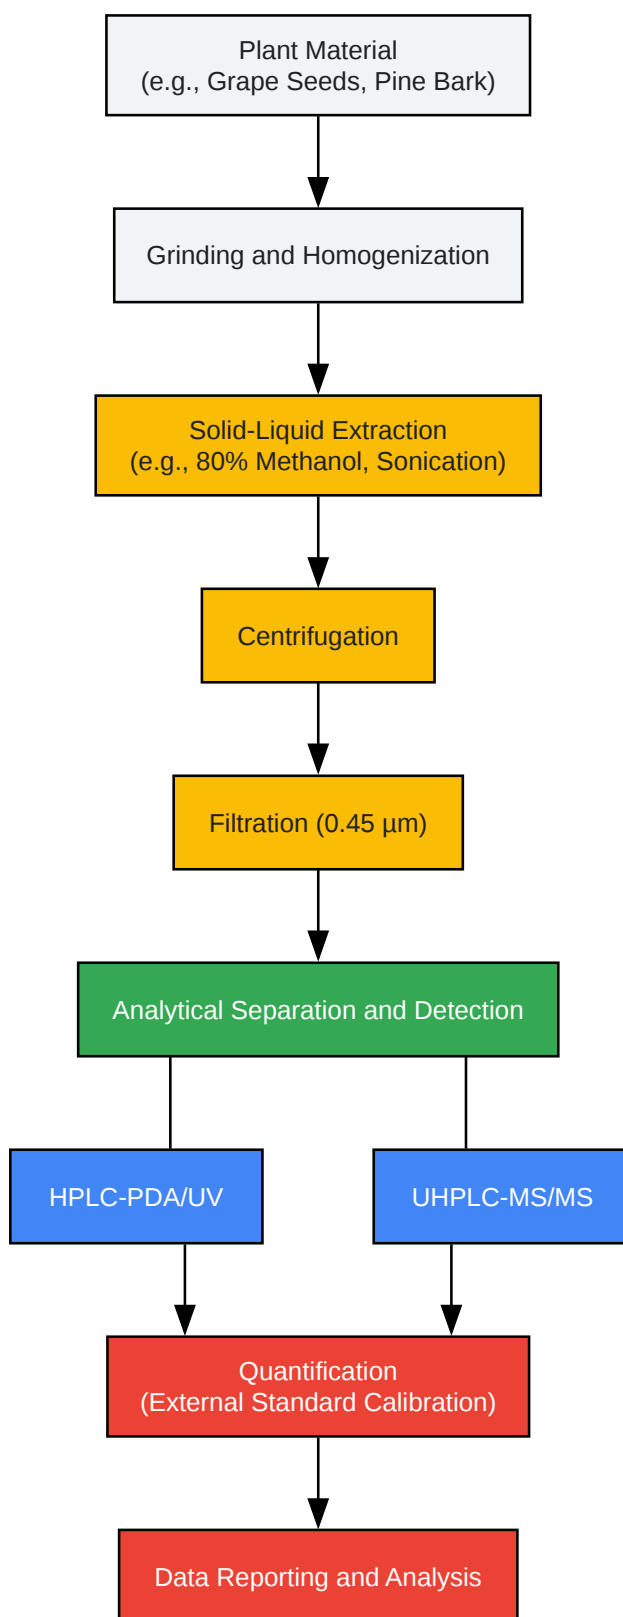 Plant Material
(e.g., Grape Seeds, Pine Bark)
Grinding and Homogenization
Solid-Liquid Extraction
(e.g., 80% Methanol, Sonication)
Centrifugation
Filtration (0.45 µm)
Analytical Separation and Detection
HPLC-PDA/UV
UHPLC-MS/MS
Quantification
(External Standard Calibration)
Data Reporting and Analysis